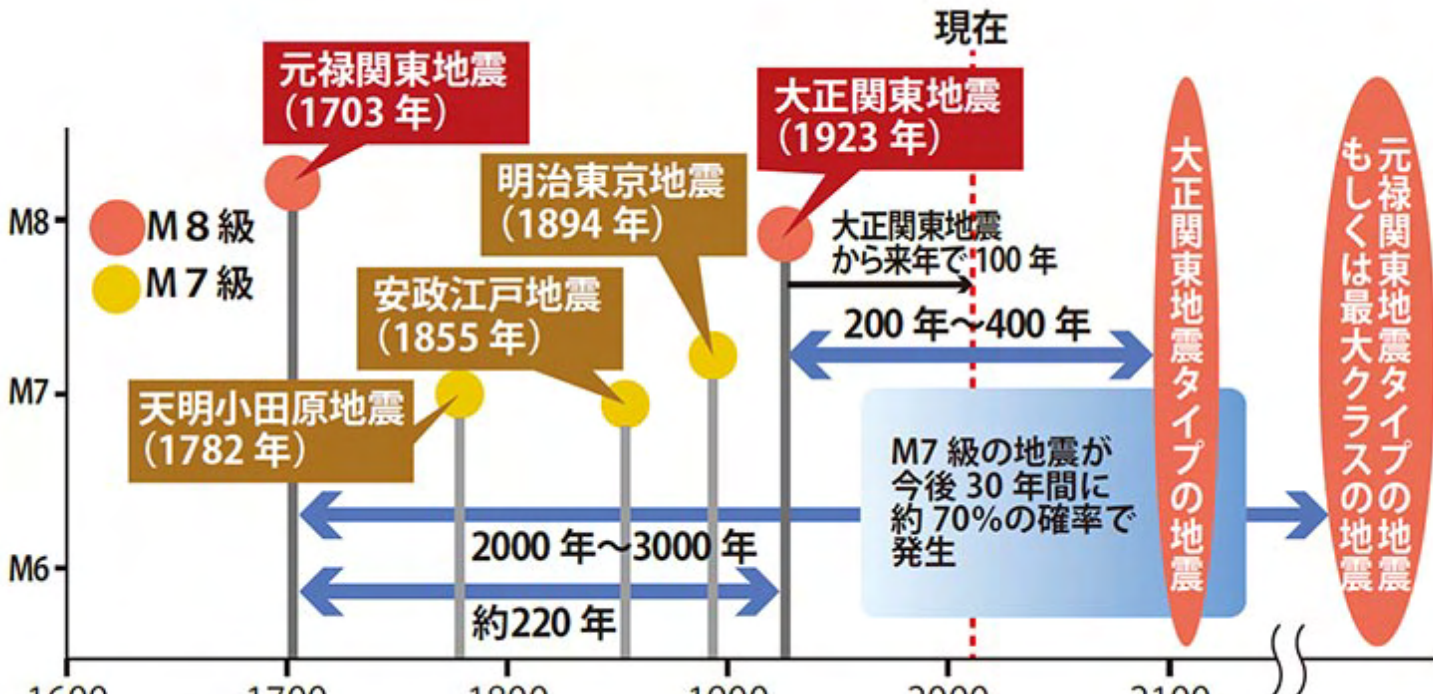 現在
元禄関東地震
（1703 年）
大正関東地震
（1923 年）
明治東京地震
（1894 年）
安政江戸地震
（1855 年）
天明小田原地震
（1782 年）
M8
M7
M6
M 8 級
M 7 級
大正関東地震
から来年で 100 年
200 年～400 年
M7 級の地震が
今後 30 年間に
約 70%の確率で
発生
2000 年～3000 年
約220 年
大正関東地震タイプの地震
元禄関東地震タイプの地震
もしくは最大クラスの地震
1600
1700
1800
1900
2000
2100